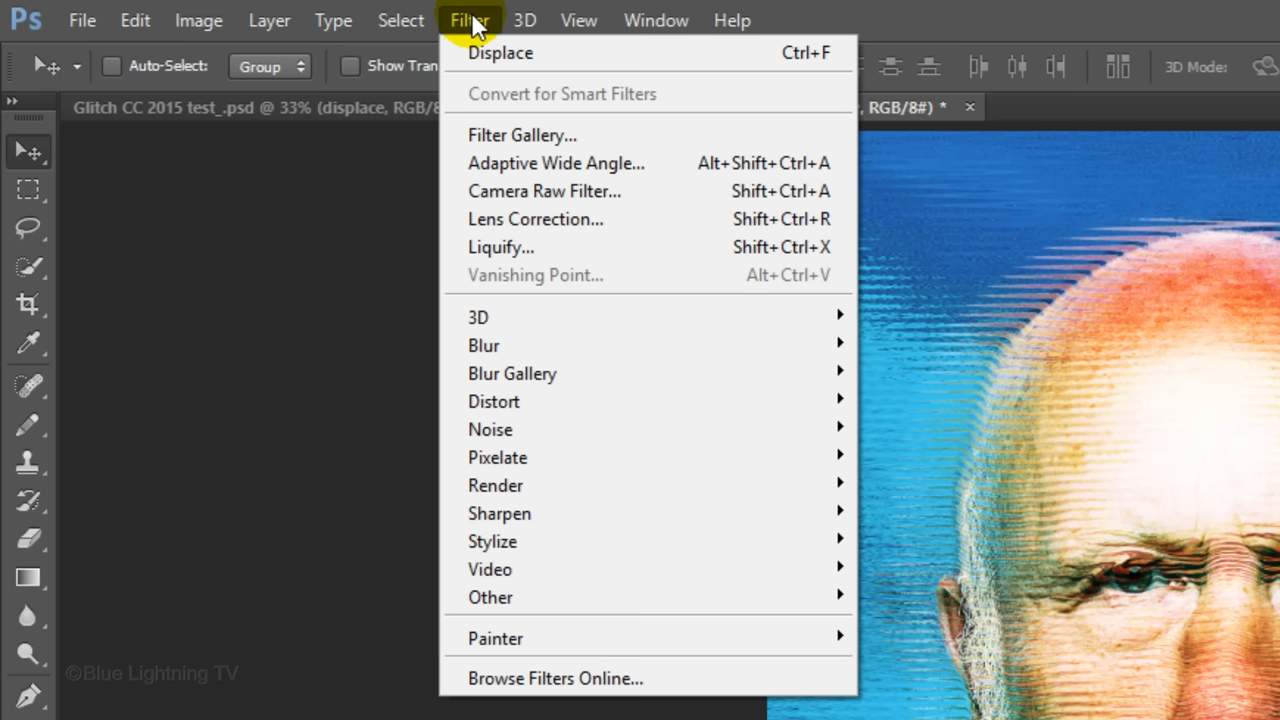 Ps File Edit Image Layer Type Select Filter 3D View Window Help
Auto-Select: Group Show Tran 3D Mode:
Glitch CC 2015 test_.psd @ 33% (displace, RGB/8 , RGB/8#) * ×
Displace Ctrl+F
Convert for Smart Filters
Filter Gallery...
Adaptive Wide Angle... Alt+Shift+Ctrl+A
Camera Raw Filter... Shift+Ctrl+A
Lens Correction... Shift+Ctrl+R
Liquify... Shift+Ctrl+X
Vanishing Point... Alt+Ctrl+V
3D
Blur
Blur Gallery
Distort
Noise
Pixelate
Render
Sharpen
Stylize
Video
Other
Painter
Browse Filters Online...
©Blue Lightning TV